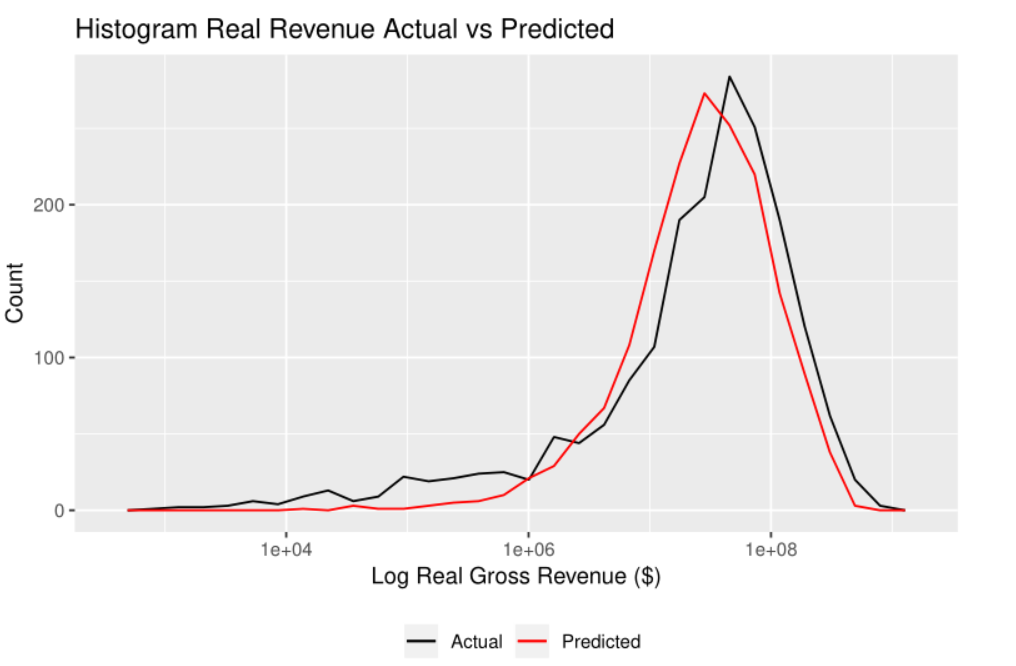 Histogram Real Revenue Actual vs Predicted
Count
200
100
0
1e+04 1e+06 1e+08
Log Real Gross Revenue ($)
Actual Predicted